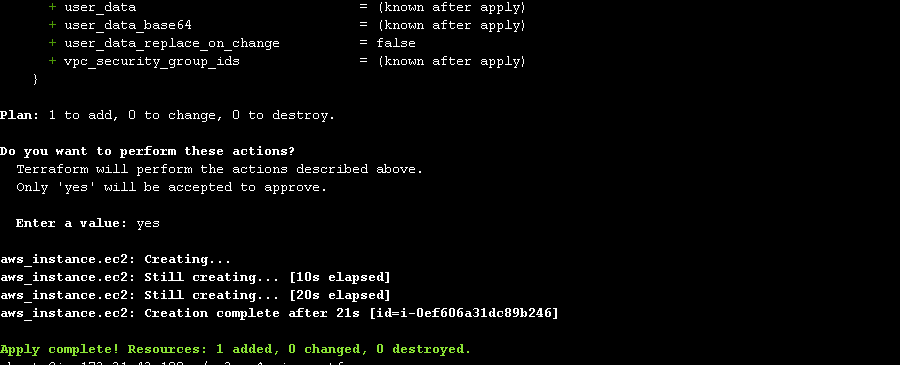 + user_data = (known after apply)
+ user_data_base64 = (known after apply)
+ user_data_replace_on_change = false
+ vpc_security_group_ids = (known after apply)
}
Plan: 1 to add, 0 to change, 0 to destroy.
Do you want to perform these actions?
Terraform will perform the actions described above.
Only 'yes' will be accepted to approve.
Enter a value: yes
aws_instance.ec2: Creating...
aws_instance.ec2: Still creating... [10s elapsed]
aws_instance.ec2: Still creating... [20s elapsed]
aws_instance.ec2: Creation complete after 21s [id=i-0ef606a31dc89b246]
Apply complete! Resources: 1 added, 0 changed, 0 destroyed.